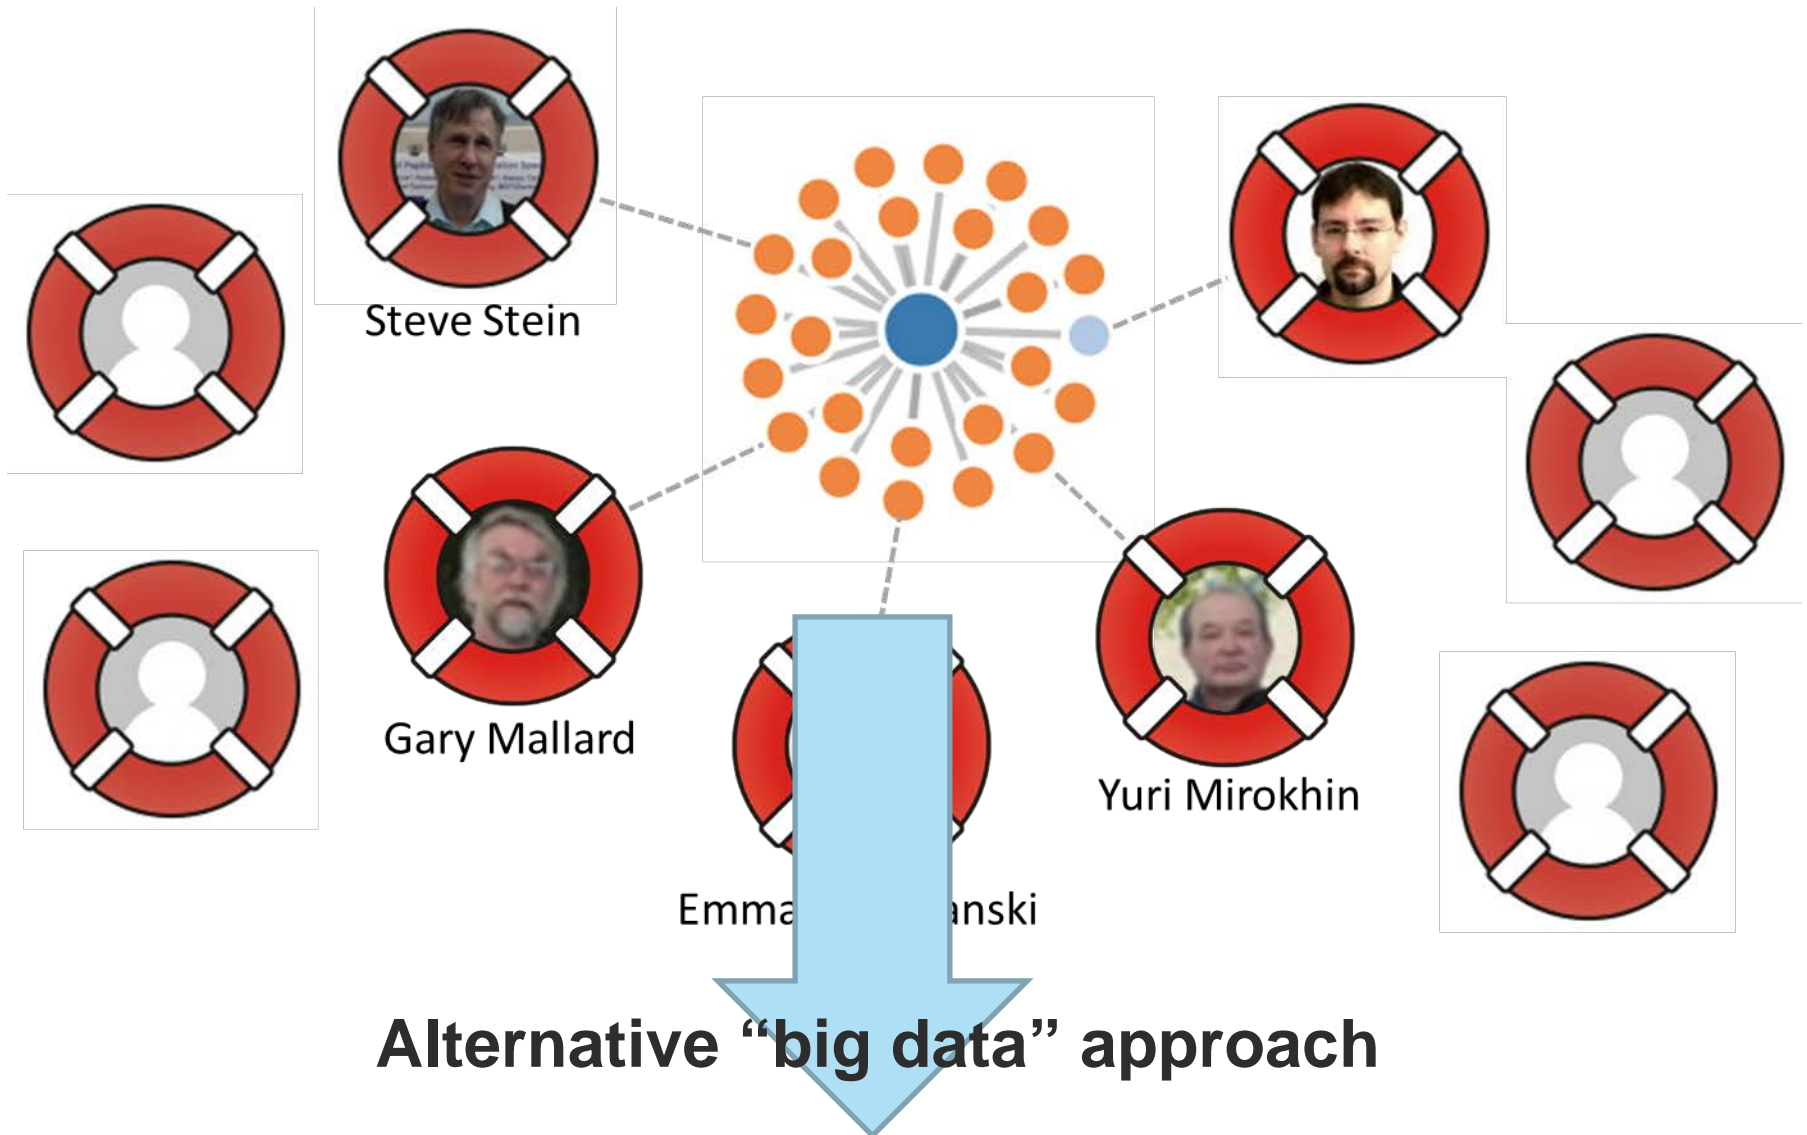 Steve Stein
Gary Mallard
Yuri Mirokhin
Alternative “big data” approach